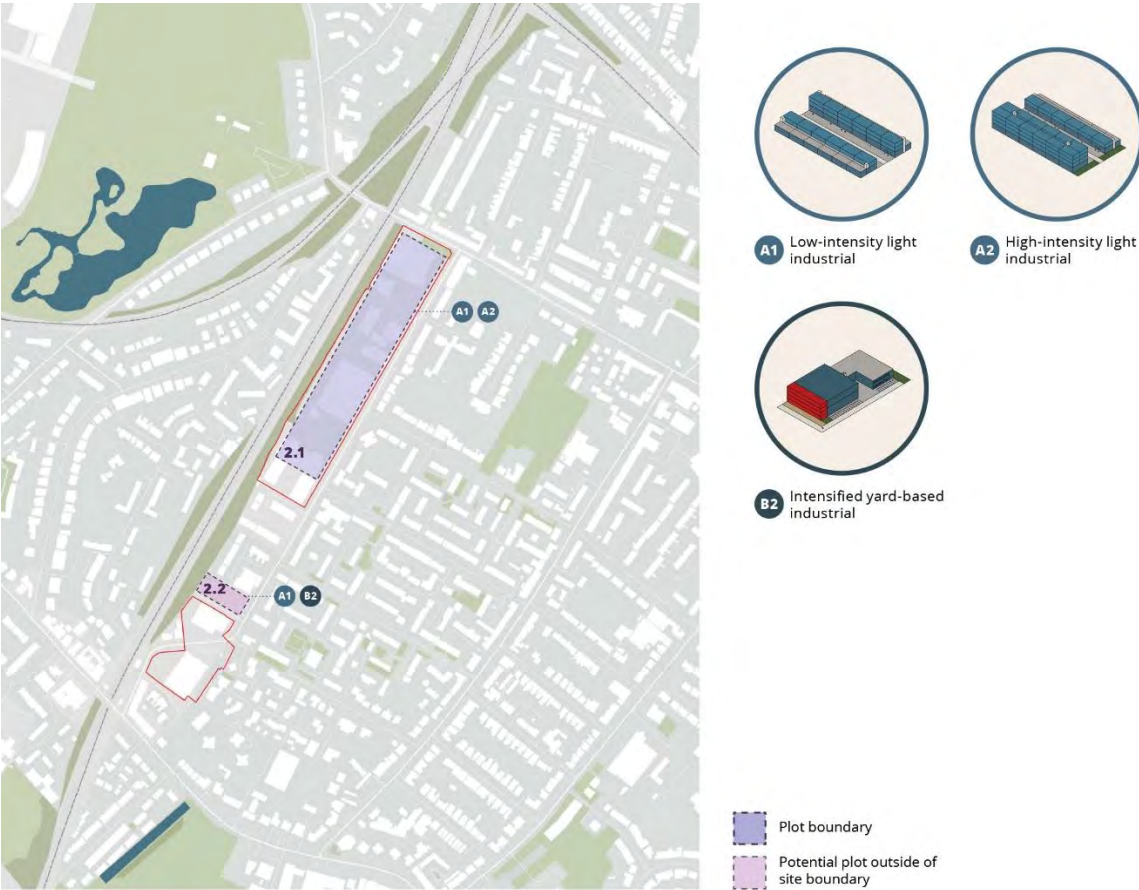 A1 A2
2.1
2.2
A1 B2
A1 Low-intensity light
industrial
A2 High-intensity light
industrial
B2 Intensified yard-based
industrial
Plot boundary
Potential plot outside of
site boundary